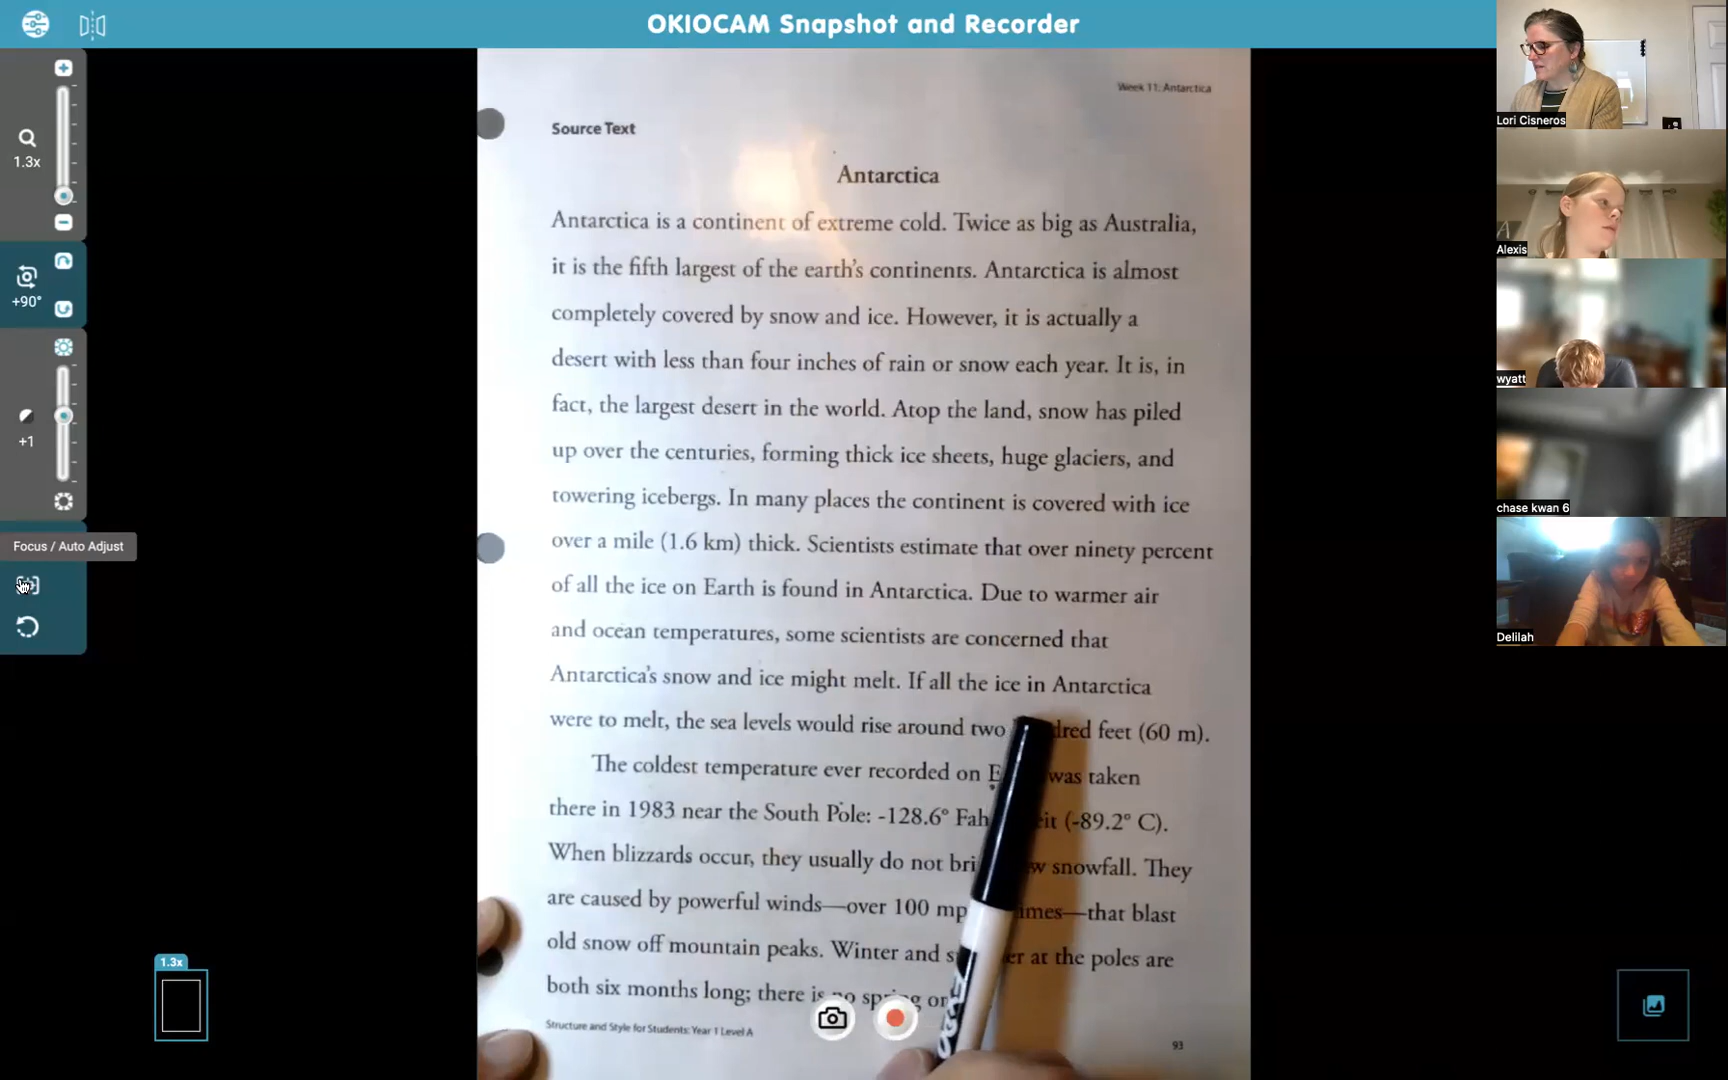 OKIOCAM Snapshot and Recorder
1.3x
+90°
+1
Focus / Auto Adjust
1.3x
Week 11: Antarctica
Source Text
Antarctica
Antarctica is a continent of extreme cold. Twice as big as Australia,
it is the fifth largest of the earth's continents. Antarctica is almost
completely covered by snow and ice. However, it is actually a
desert with less than four inches of rain or snow each year. It is, in
fact, the largest desert in the world. Atop the land, snow has piled
up over the centuries, forming thick ice sheets, huge glaciers, and
towering icebergs. In many places the continent is covered with ice
over a mile (1.6 km) thick. Scientists estimate that over ninety percent
of all the ice on Earth is found in Antarctica. Due to warmer air
and ocean temperatures, some scientists are concerned that
Antarctica's snow and ice might melt. If all the ice in Antarctica
were to melt, the sea levels would rise around two feet (60 m).
The coldest temperature ever recorded on was taken
there in 1983 near the South Pole: -128.6° (-89.2° C).
When blizzards occur, they usually do not snowfall. They
are caused by powerful winds—over 100 —that blast
old snow off mountain peaks. Winter and at the poles are
both six months long; there is no spring or
Structure and Style for Students: Year 1 Level A
93
Lori Cisneros
Alexis
wyatt
chase kwan 6
Delilah